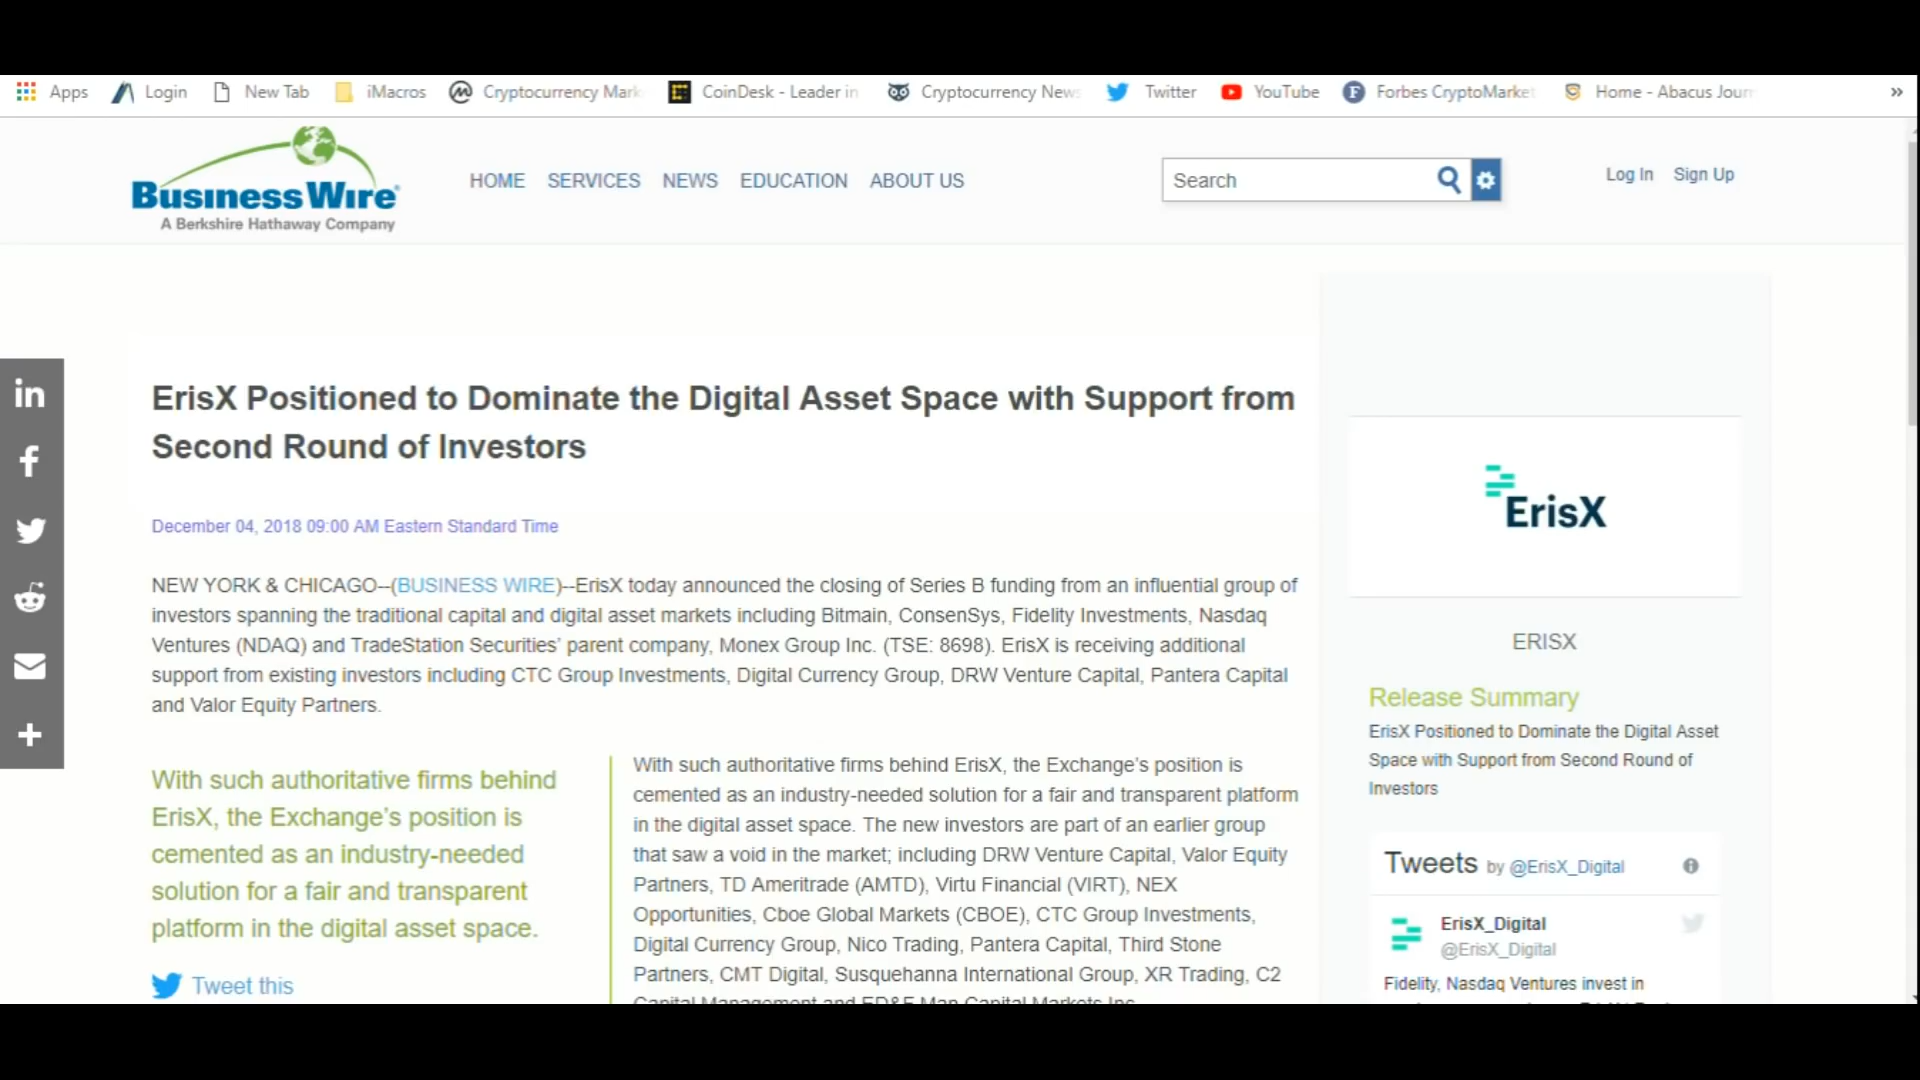 Apps Login New Tab iMacros Cryptocurrency Mark CoinDesk - Leader in Cryptocurrency News Twitter YouTube Forbes CryptoMarket Home - Abacus Journ »
BusinessWire
A Berkshire Hathaway Company
HOME SERVICES NEWS EDUCATION ABOUT US
Search
Log In Sign Up
ErisX Positioned to Dominate the Digital Asset Space with Support from
Second Round of Investors
December 04, 2018 09:00 AM Eastern Standard Time
NEW YORK & CHICAGO--(BUSINESS WIRE)--ErisX today announced the closing of Series B funding from an influential group of
investors spanning the traditional capital and digital asset markets including Bitmain, ConsenSys, Fidelity Investments, Nasdaq
Ventures (NDAQ) and TradeStation Securities' parent company, Monex Group Inc. (TSE: 8698). ErisX is receiving additional
support from existing investors including CTC Group Investments, Digital Currency Group, DRW Venture Capital, Pantera Capital
and Valor Equity Partners.
With such authoritative firms behind
ErisX, the Exchange's position is
cemented as an industry-needed
solution for a fair and transparent
platform in the digital asset space.
Tweet this
With such authoritative firms behind ErisX, the Exchange's position is
cemented as an industry-needed solution for a fair and transparent platform
in the digital asset space. The new investors are part of an earlier group
that saw a void in the market; including DRW Venture Capital, Valor Equity
Partners, TD Ameritrade (AMTD), Virtu Financial (VIRT), NEX
Opportunities, Cboe Global Markets (CBOE), CTC Group Investments,
Digital Currency Group, Nico Trading, Pantera Capital, Third Stone
Partners, CMT Digital, Susquehanna International Group, XR Trading, C2
Capital Management and ED&F Man Capital Markets Inc.
ErisX
ERISX
Release Summary
ErisX Positioned to Dominate the Digital Asset
Space with Support from Second Round of
Investors
Tweets by @ErisX_Digital
ErisX_Digital
@ErisX_Digital
Fidelity, Nasdaq Ventures invest in